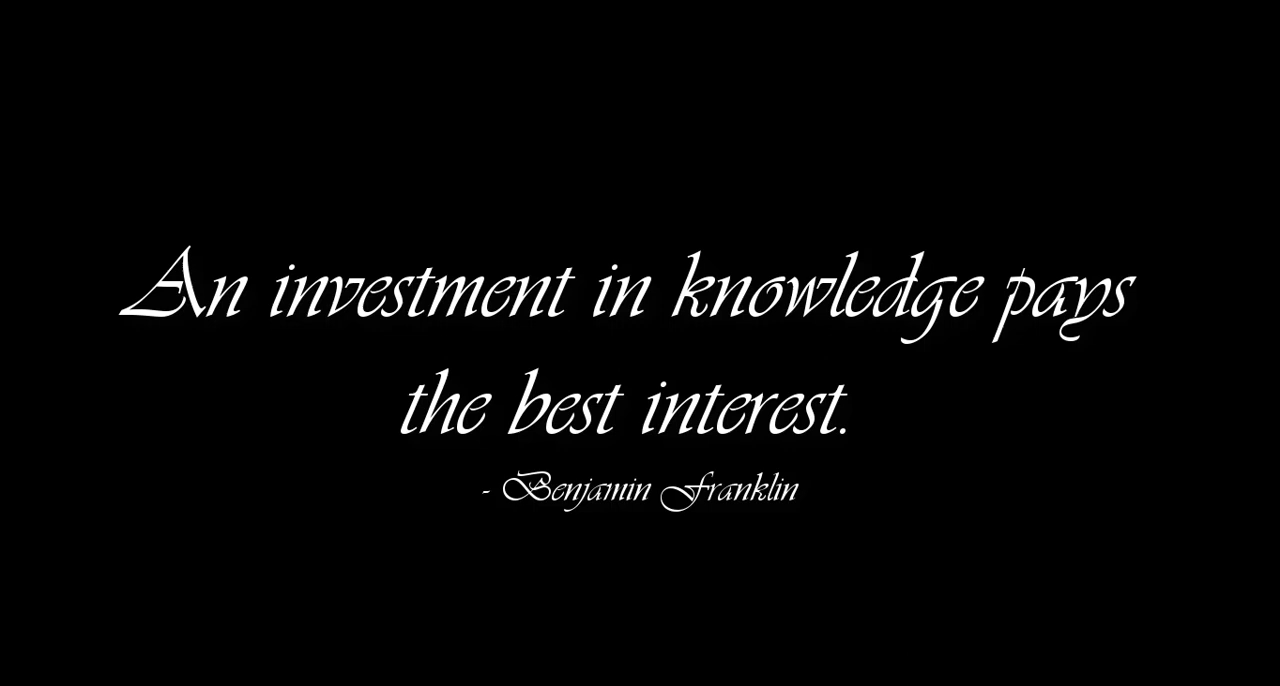 An investment in knowledge pays
the best interest.
- Benjamin Franklin